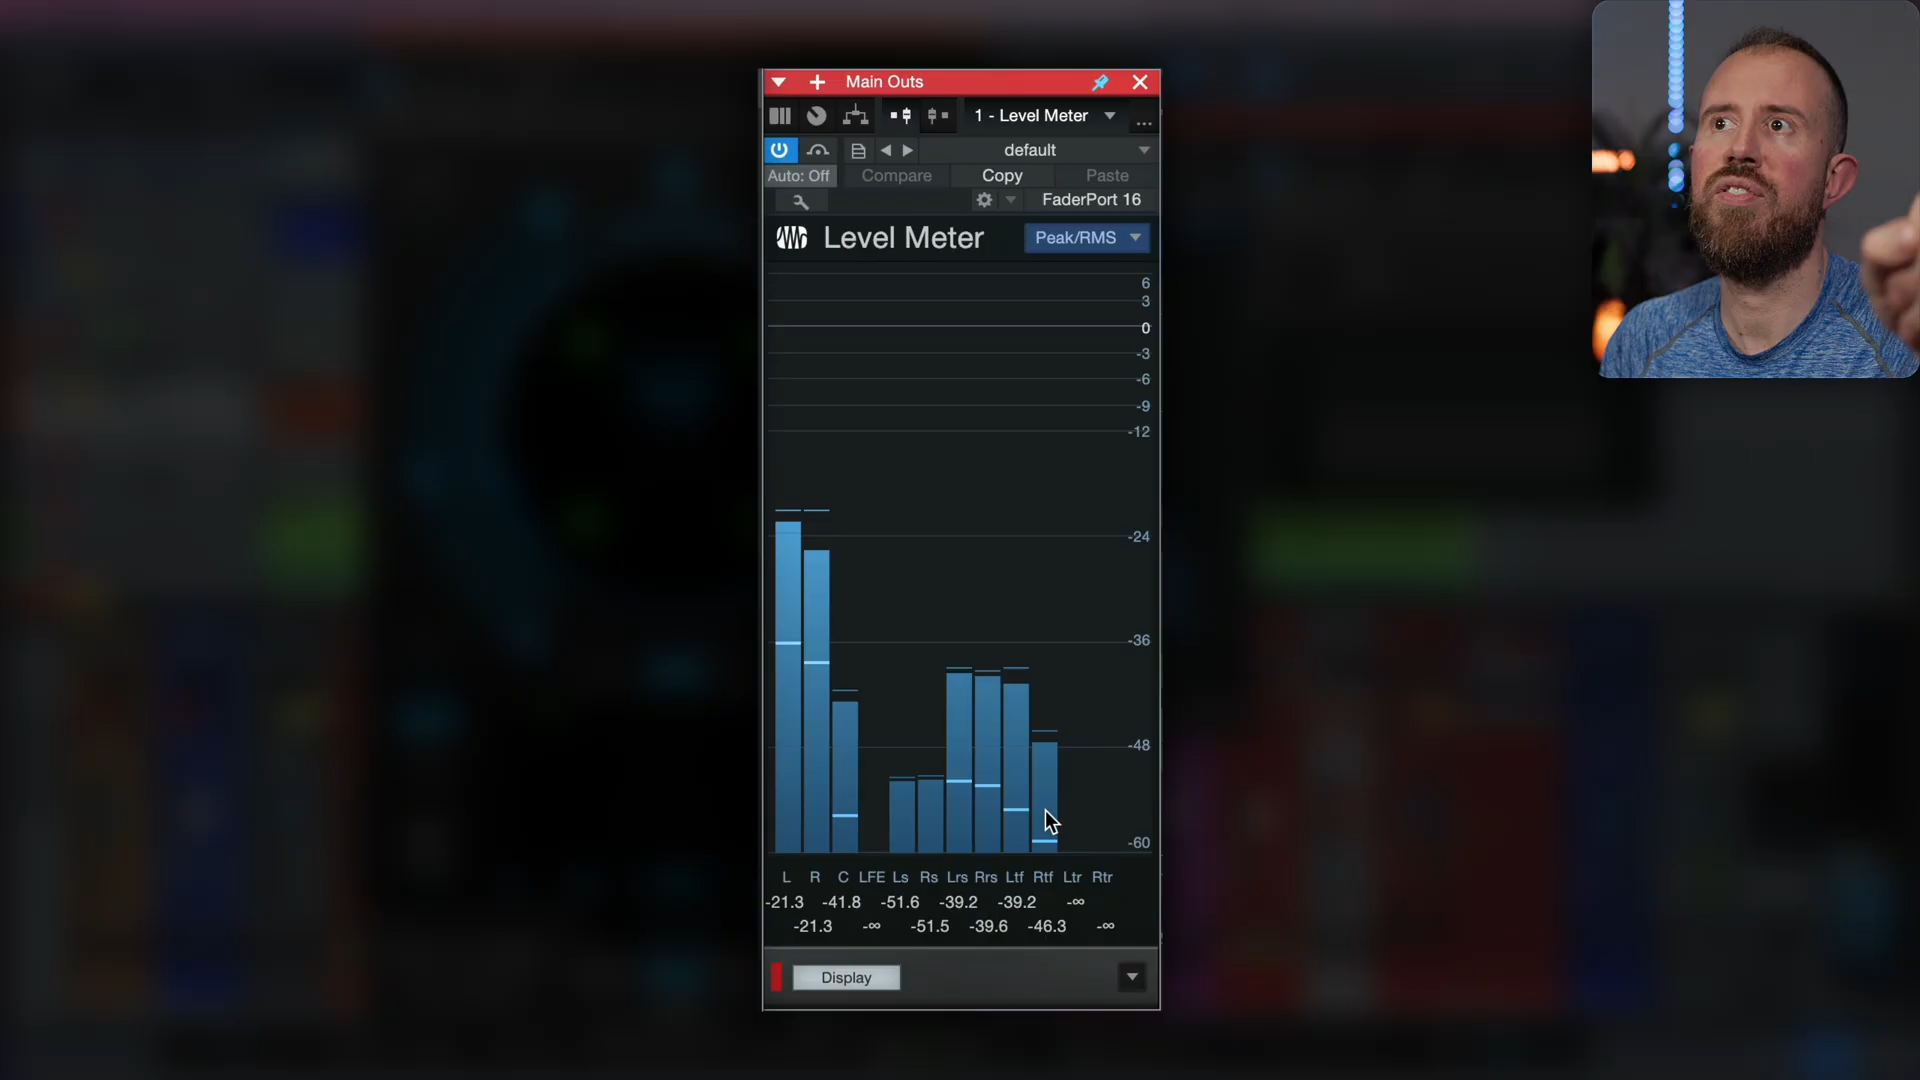 Main Outs
1 - Level Meter
...
default
Auto: Off Compare Copy Paste
FaderPort 16
Level Meter Peak/RMS
6
3
0
-3
-6
-9
-12
-24
-36
-48
-60
L R C LFE Ls Rs Lrs Rrs Ltf Rtf Ltr Rtr
-21.3 -41.8 -51.6 -39.2 -39.2 -∞
-21.3 -∞ -51.5 -39.6 -46.3 -∞
Display